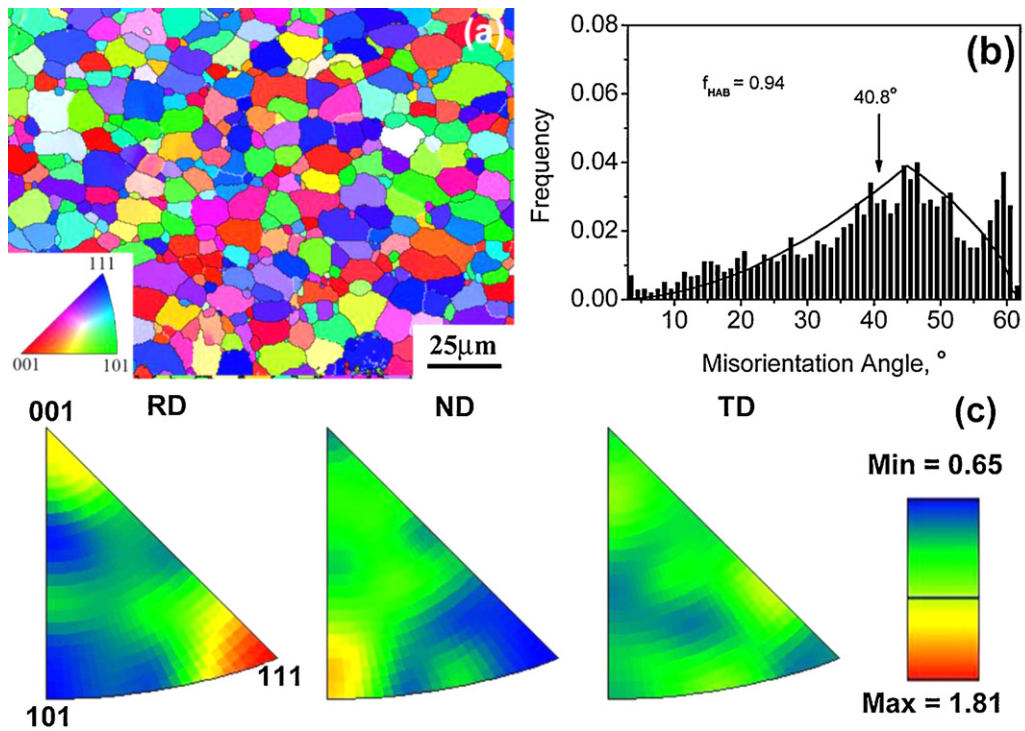 (a)
111
001
101
25μm
(b)
0.08
0.06
0.04
0.02
0.00
Frequency
fHAB = 0.94
40.8°
10 20 30 40 50 60
Misorientation Angle, °
RD
ND
TD
(c)
001
101
111
Min = 0.65
Max = 1.81